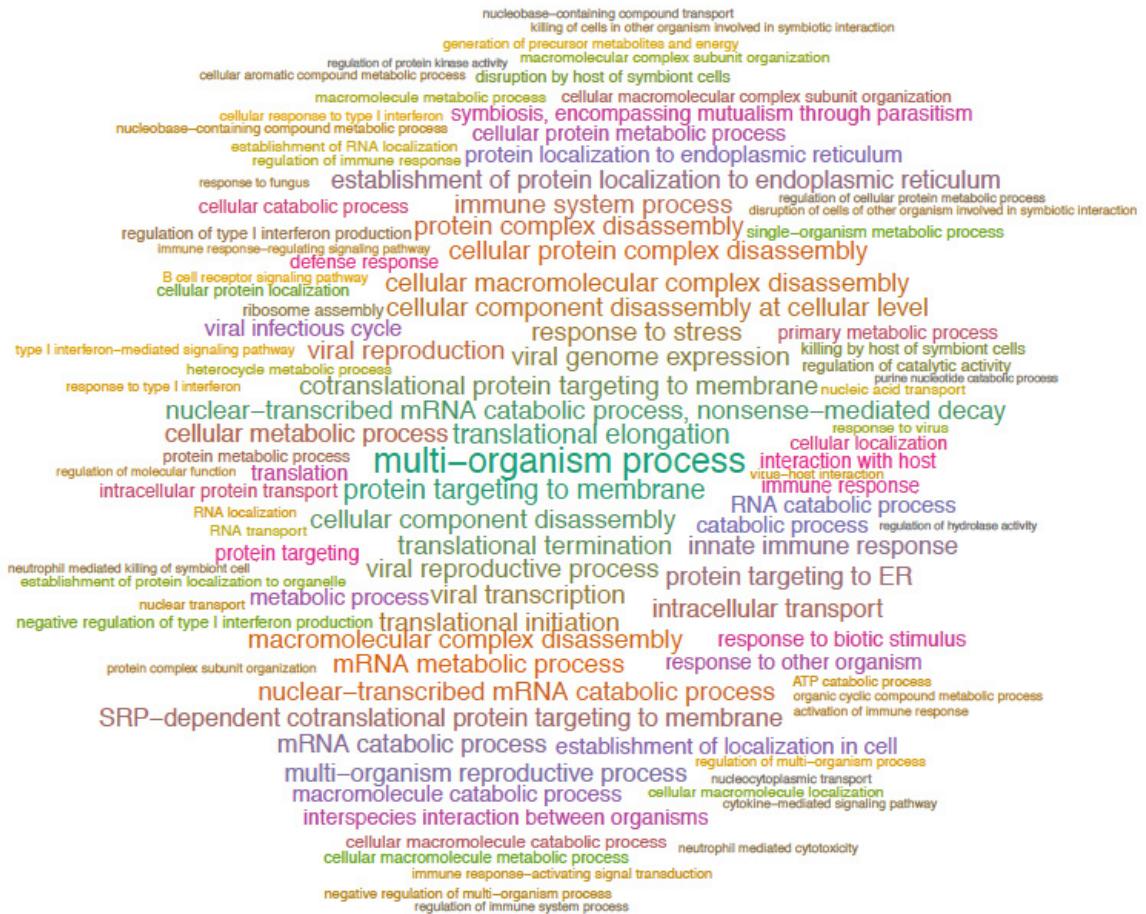 nucleobase−containing compound transport
killing of cells in other organism involved in symbiotic interaction
generation of precursor metabolites and energy
regulation of protein kinase activity macromolecular complex subunit organization
cellular aromatic compound metabolic process disruption by host of symbiont cells
macromolecule metabolic process cellular macromolecular complex subunit organization
cellular response to type I interferon symbiosis, encompassing mutualism through parasitism
nucleobase−containing compound metabolic process cellular protein metabolic process
establishment of RNA localization protein localization to endoplasmic reticulum
regulation of immune response
response to fungus establishment of protein localization to endoplasmic reticulum
regulation of cellular protein metabolic process
cellular catabolic process immune system process disruption of cells of other organism involved in symbiotic interaction
regulation of type I interferon production protein complex disassembly single−organism metabolic process
immune response−regulating signaling pathway cellular protein complex disassembly
defense response
B cell receptor signaling pathway cellular macromolecular complex disassembly
cellular protein localization
ribosome assembly cellular component disassembly at cellular level
viral infectious cycle response to stress primary metabolic process
type I interferon−mediated signaling pathway viral reproduction viral genome expression killing by host of symbiont cells
heterocycle metabolic process regulation of catalytic activity
response to type I interferon cotranslational protein targeting to membrane nucleic acid transport purine nucleotide catabolic process
nuclear−transcribed mRNA catabolic process, nonsense−mediated decay
response to virus
cellular metabolic process translational elongation cellular localization
protein metabolic process multi−organism process interaction with host
regulation of molecular function translation virus−host interaction
intracellular protein transport protein targeting to membrane immune response
RNA localization cellular component disassembly RNA catabolic process
RNA transport catabolic process regulation of hydrolase activity
protein targeting translational termination innate immune response
neutrophil mediated killing of symbiont cell viral reproductive process protein targeting to ER
establishment of protein localization to organelle
nuclear transport metabolic process viral transcription intracellular transport
negative regulation of type I interferon production translational initiation
macromolecular complex disassembly response to biotic stimulus
protein complex subunit organization mRNA metabolic process response to other organism
ATP catabolic process
nuclear−transcribed mRNA catabolic process organic cyclic compound metabolic process
SRP−dependent cotranslational protein targeting to membrane activation of immune response
mRNA catabolic process establishment of localization in cell
regulation of multi−organism process
multi−organism reproductive process nucleocytoplasmic transport
macromolecule catabolic process cellular macromolecule localization
cytokine−mediated signaling pathway
interspecies interaction between organisms
cellular macromolecule catabolic process neutrophil mediated cytotoxicity
cellular macromolecule metabolic process
immune response−activating signal transduction
negative regulation of multi−organism process
regulation of immune system process